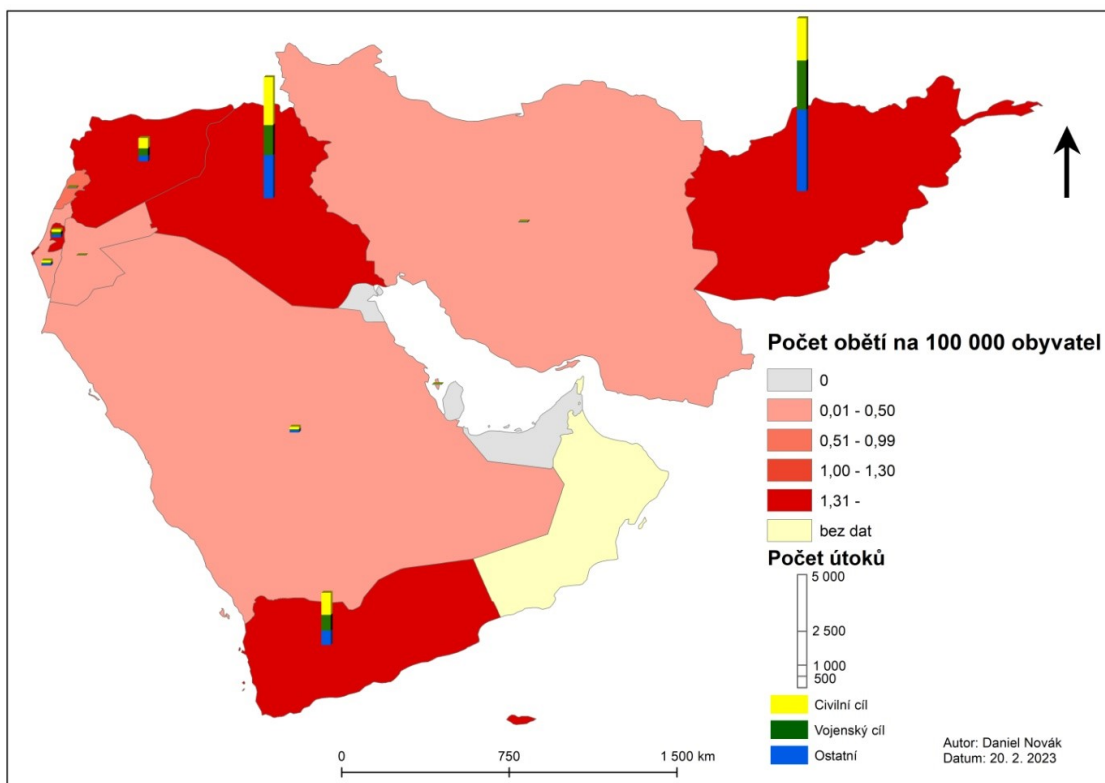 Počet obětí na 100 000 obyvatel
0
0,01 - 0,50
0,51 - 0,99
1,00 - 1,30
1,31 -
bez dat
Počet útoků
5 000
2 500
1 000
500
Civilní cíl
Vojenský cíl
Ostatní
0 750 1 500 km
Autor: Daniel Novák
Datum: 20. 2. 2023